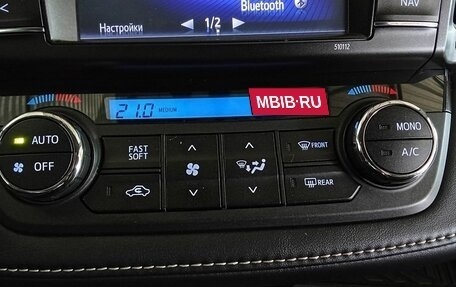 Bluetooth
Настройки
◀ 1/2 ▶
NAV
510112
21.0 MEDIUM
MBIB.RU
AUTO
OFF
FAST
SOFT
FRONT
REAR
MONO
A/C